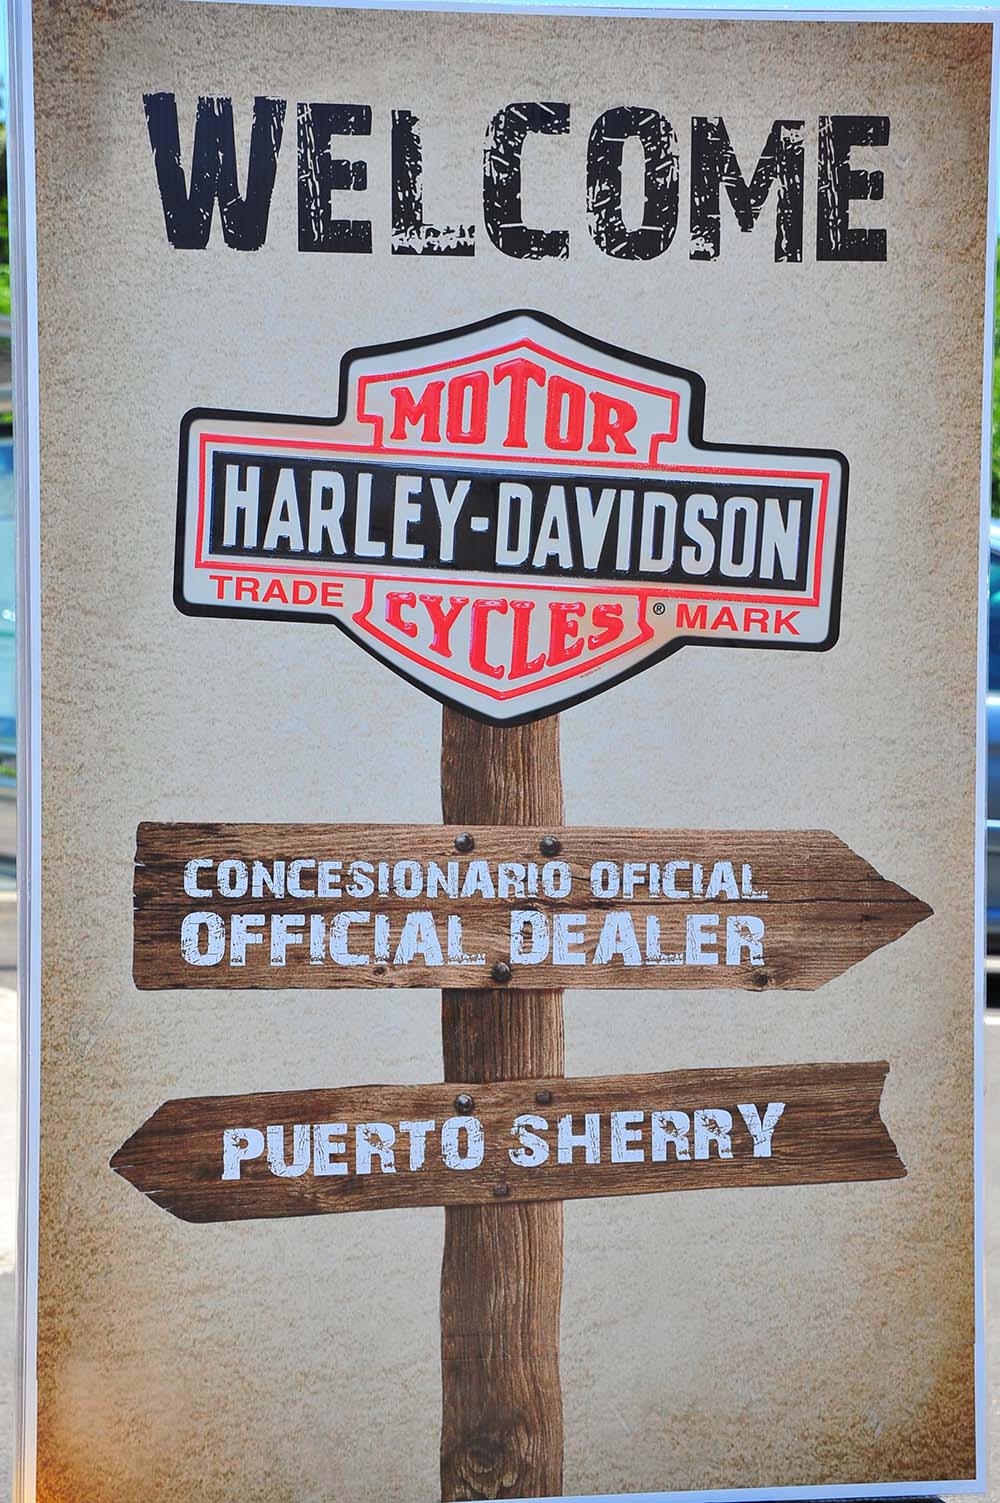 WELCOME
MOTOR
HARLEY-DAVIDSON
TRADE CYCLES ® MARK
CONCESIONARIO OFICIAL
OFFICIAL DEALER
PUERTO SHERRY